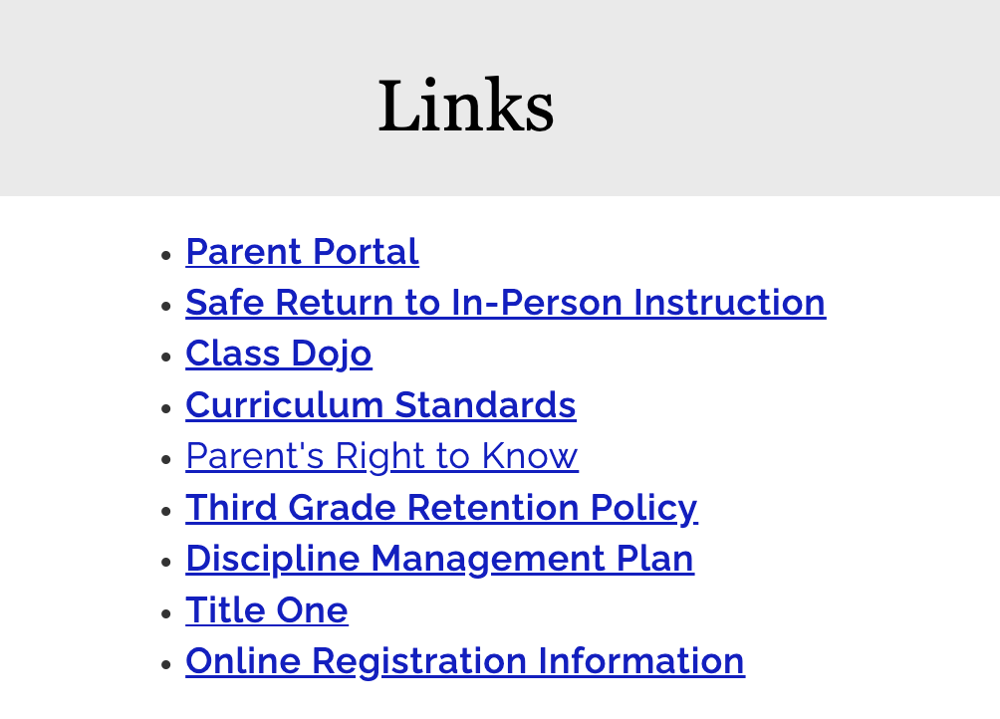 Links
Parent Portal
Safe Return to In-Person Instruction
Class Dojo
Curriculum Standards
Parent's Right to Know
Third Grade Retention Policy
Discipline Management Plan
Title One
Online Registration Information